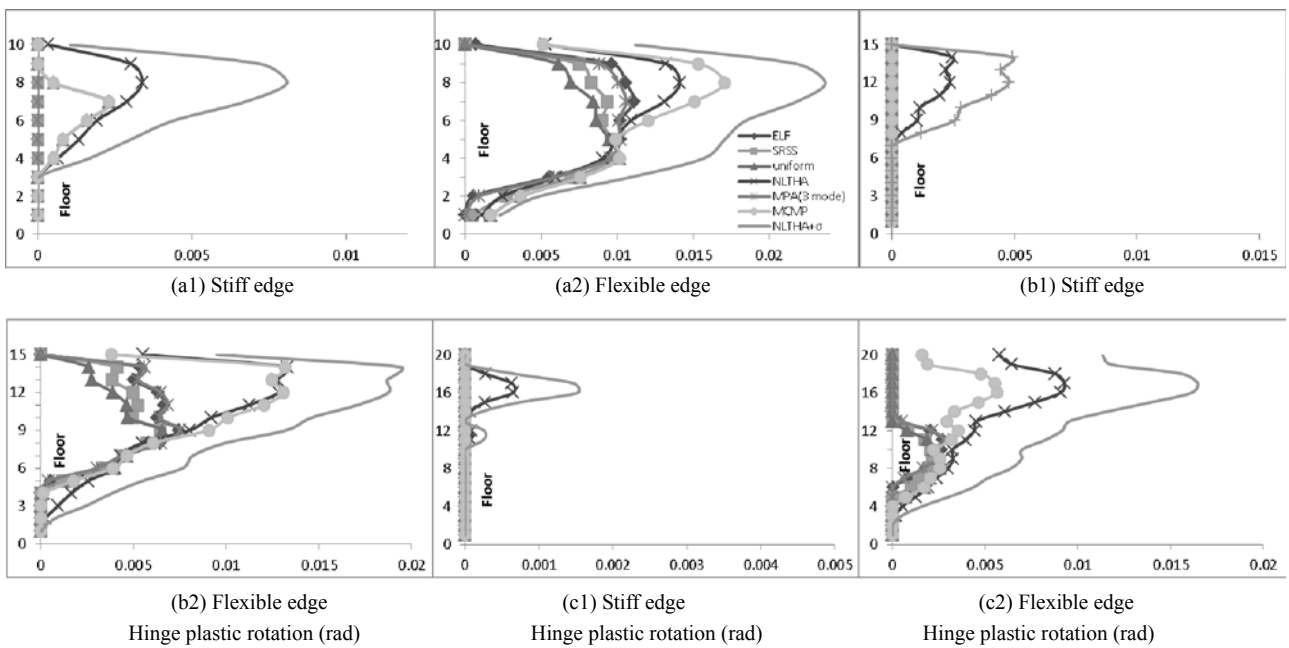 10
8
6
4
2
0
Floor
0 0.005 0.01
(a1) Stiff edge
10
8
6
4
2
0
Floor
ELF
SRSS
uniform
NLTHA
MPA(3 mode)
MCMP
NLTHA+σ
0 0.005 0.01 0.015 0.02
(a2) Flexible edge
15
12
9
6
3
0
Floor
0 0.005 0.01 0.015
(b1) Stiff edge
15
12
9
6
3
0
Floor
0 0.005 0.01 0.015 0.02
(b2) Flexible edge
Hinge plastic rotation (rad)
20
16
12
8
4
0
Floor
0 0.001 0.002 0.003 0.004 0.005
(c1) Stiff edge
Hinge plastic rotation (rad)
20
16
12
8
4
0
Floor
0 0.005 0.01 0.015 0.02
(c2) Flexible edge
Hinge plastic rotation (rad)